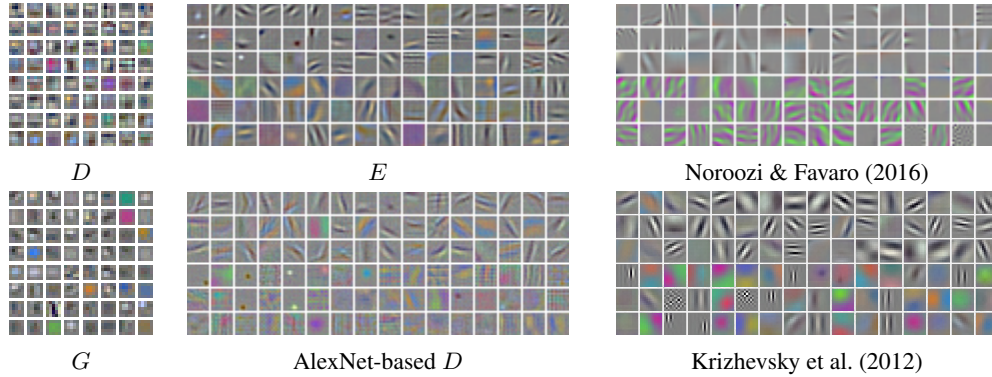 D
E
Noroozi & Favaro (2016)
G
AlexNet-based D
Krizhevsky et al. (2012)